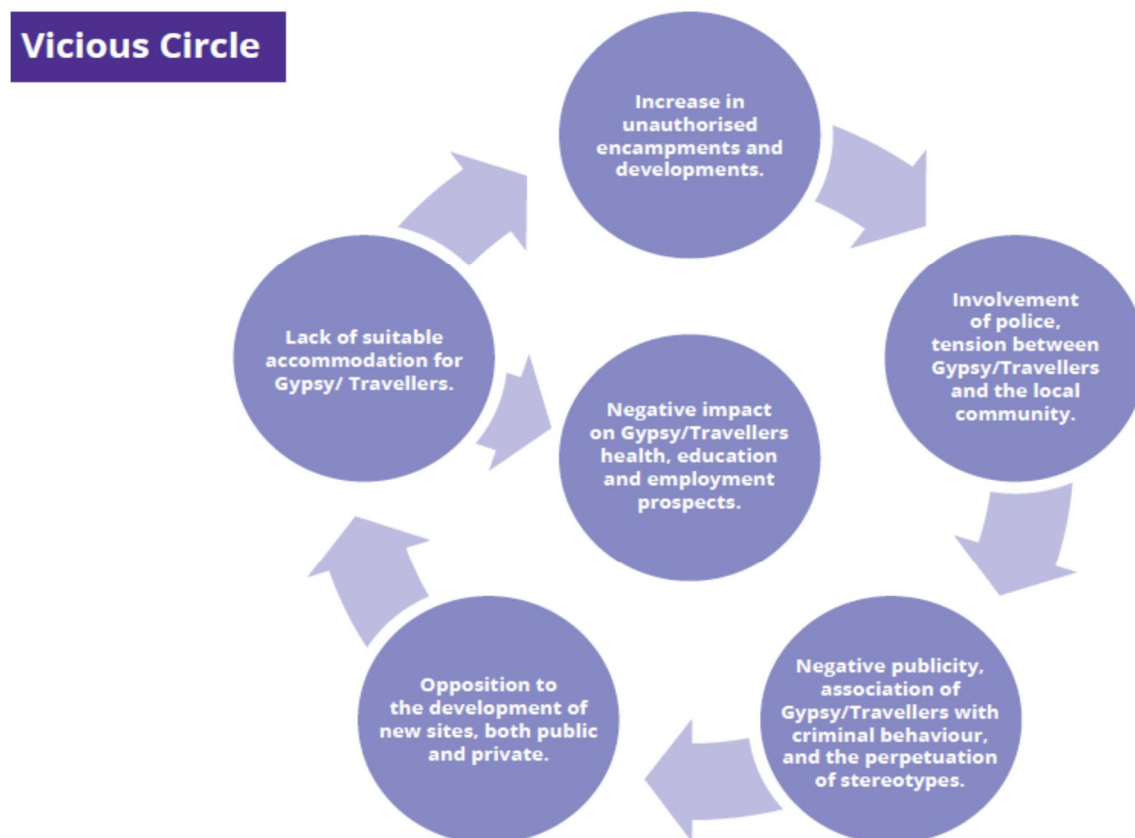 Vicious Circle
Increase in
unauthorised
encampments and
developments.
Involvement
of police,
tension between
Gypsy/Travellers
and the local
community.
Negative publicity,
association of
Gypsy/Travellers with
criminal behaviour,
and the perpetuation
of stereotypes.
Opposition to
the development of
new sites, both public
and private.
Lack of suitable
accommodation for
Gypsy/ Travellers.
Negative impact
on Gypsy/Travellers
health, education
and employment
prospects.